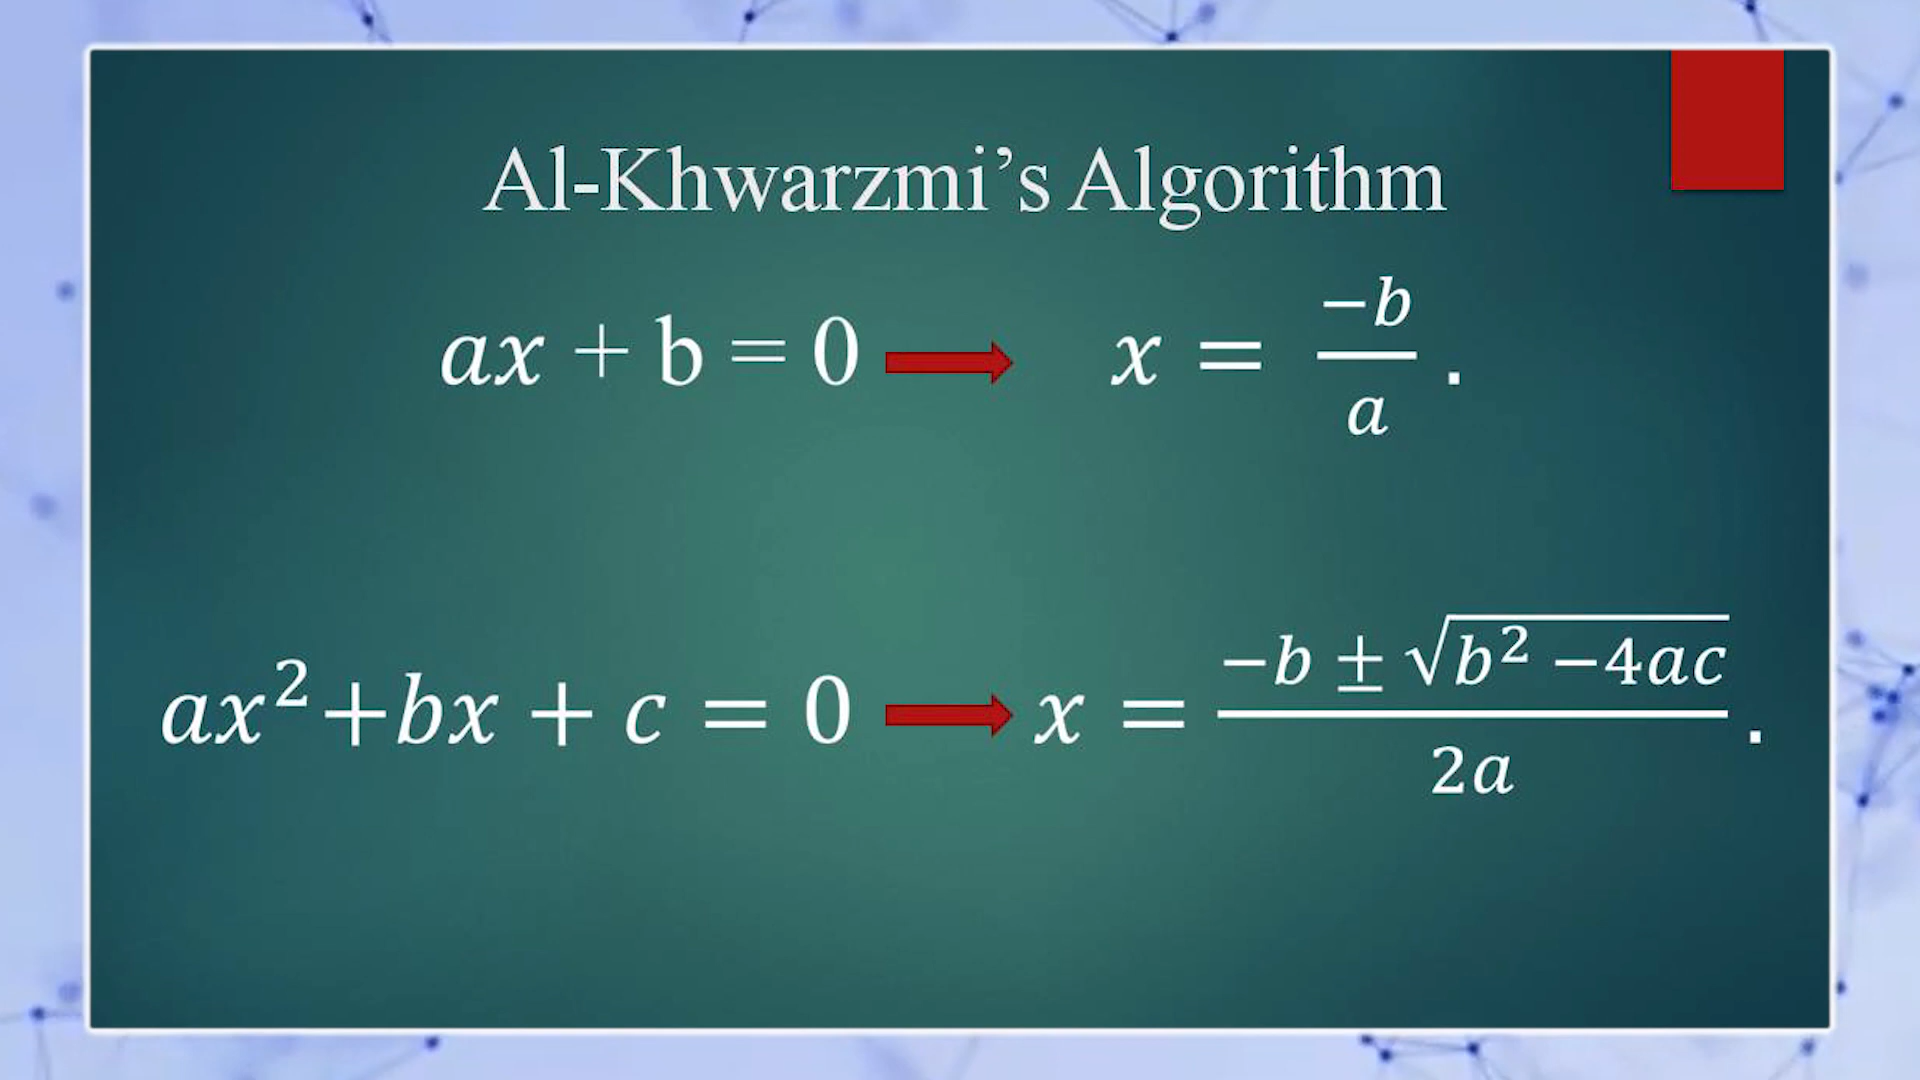 Al-Khwarzmi’s Algorithm
ax + b = 0 x = −b/a .
ax²+bx + c = 0 x = (−b ± √(b² −4ac))/2a .